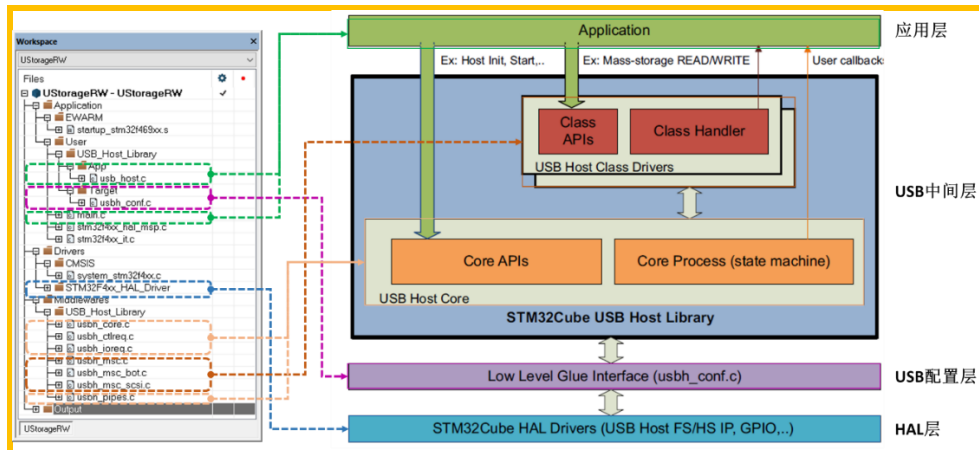 Workspace
UStorageRW
Files
UStorageRW - UStorageRW
Application
EWARM
startup_stm32f469xx.s
User
USB_Host_Library
App
usb_host.c
Target
usbh_conf.c
main.c
stm32f4xx_hal_msp.c
stm32f4xx_it.c
Drivers
CMSIS
system_stm32f4xx.c
STM32F4xx_HAL_Driver
Middlewares
USB_Host_Library
usbh_core.c
usbh_ctlreq.c
usbh_ioreq.c
usbh_msc.c
usbh_msc_bot.c
usbh_msc_scsi.c
usbh_pipes.c
Output
UStorageRW
Application
应用层
Ex: Host Init, Start,..
Ex: Mass-storage READ/WRITE
User callbacks
Class
APIs
Class Handler
USB Host Class Drivers
USB中间层
Core APIs
Core Process (state machine)
USB Host Core
STM32Cube USB Host Library
Low Level Glue Interface (usbh_conf.c)
USB配置层
STM32Cube HAL Drivers (USB Host FS/HS IP, GPIO,..)
HAL层